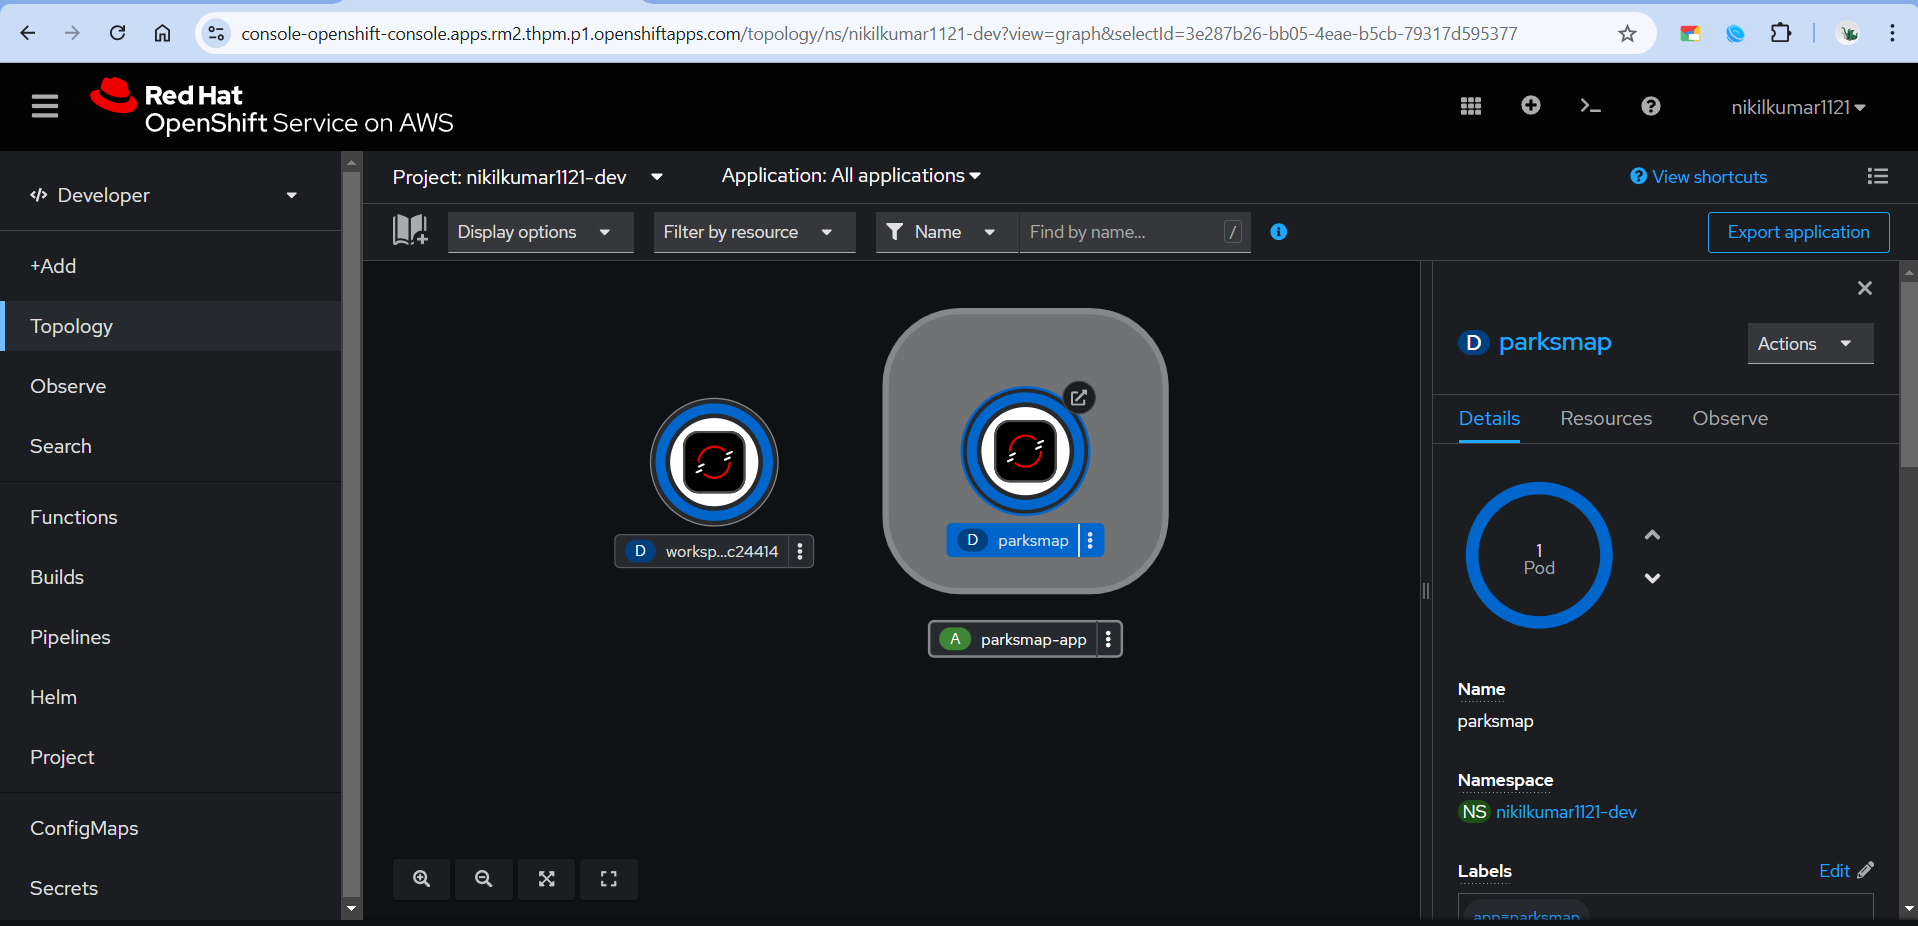 console-openshift-console.apps.rm2.thpm.p1.openshiftapps.com/topology/ns/nikilkumar1121-dev?view=graph&selectId=3e287b26-bb05-4eae-b5cb-79317d595377
Red Hat
OpenShift Service on AWS
nikilkumar1121
Developer
Project: nikilkumar1121-dev
Application: All applications
View shortcuts
Display options
Filter by resource
Name
Find by name...
/
Export application
+Add
Topology
Observe
Search
Functions
Builds
Pipelines
Helm
Project
ConfigMaps
Secrets
D worksp...c24414
D parksmap
A parksmap-app
D parksmap
Actions
Details
Resources
Observe
1
Pod
Name
parksmap
Namespace
NS nikilkumar1121-dev
Labels
Edit
app=parksmap